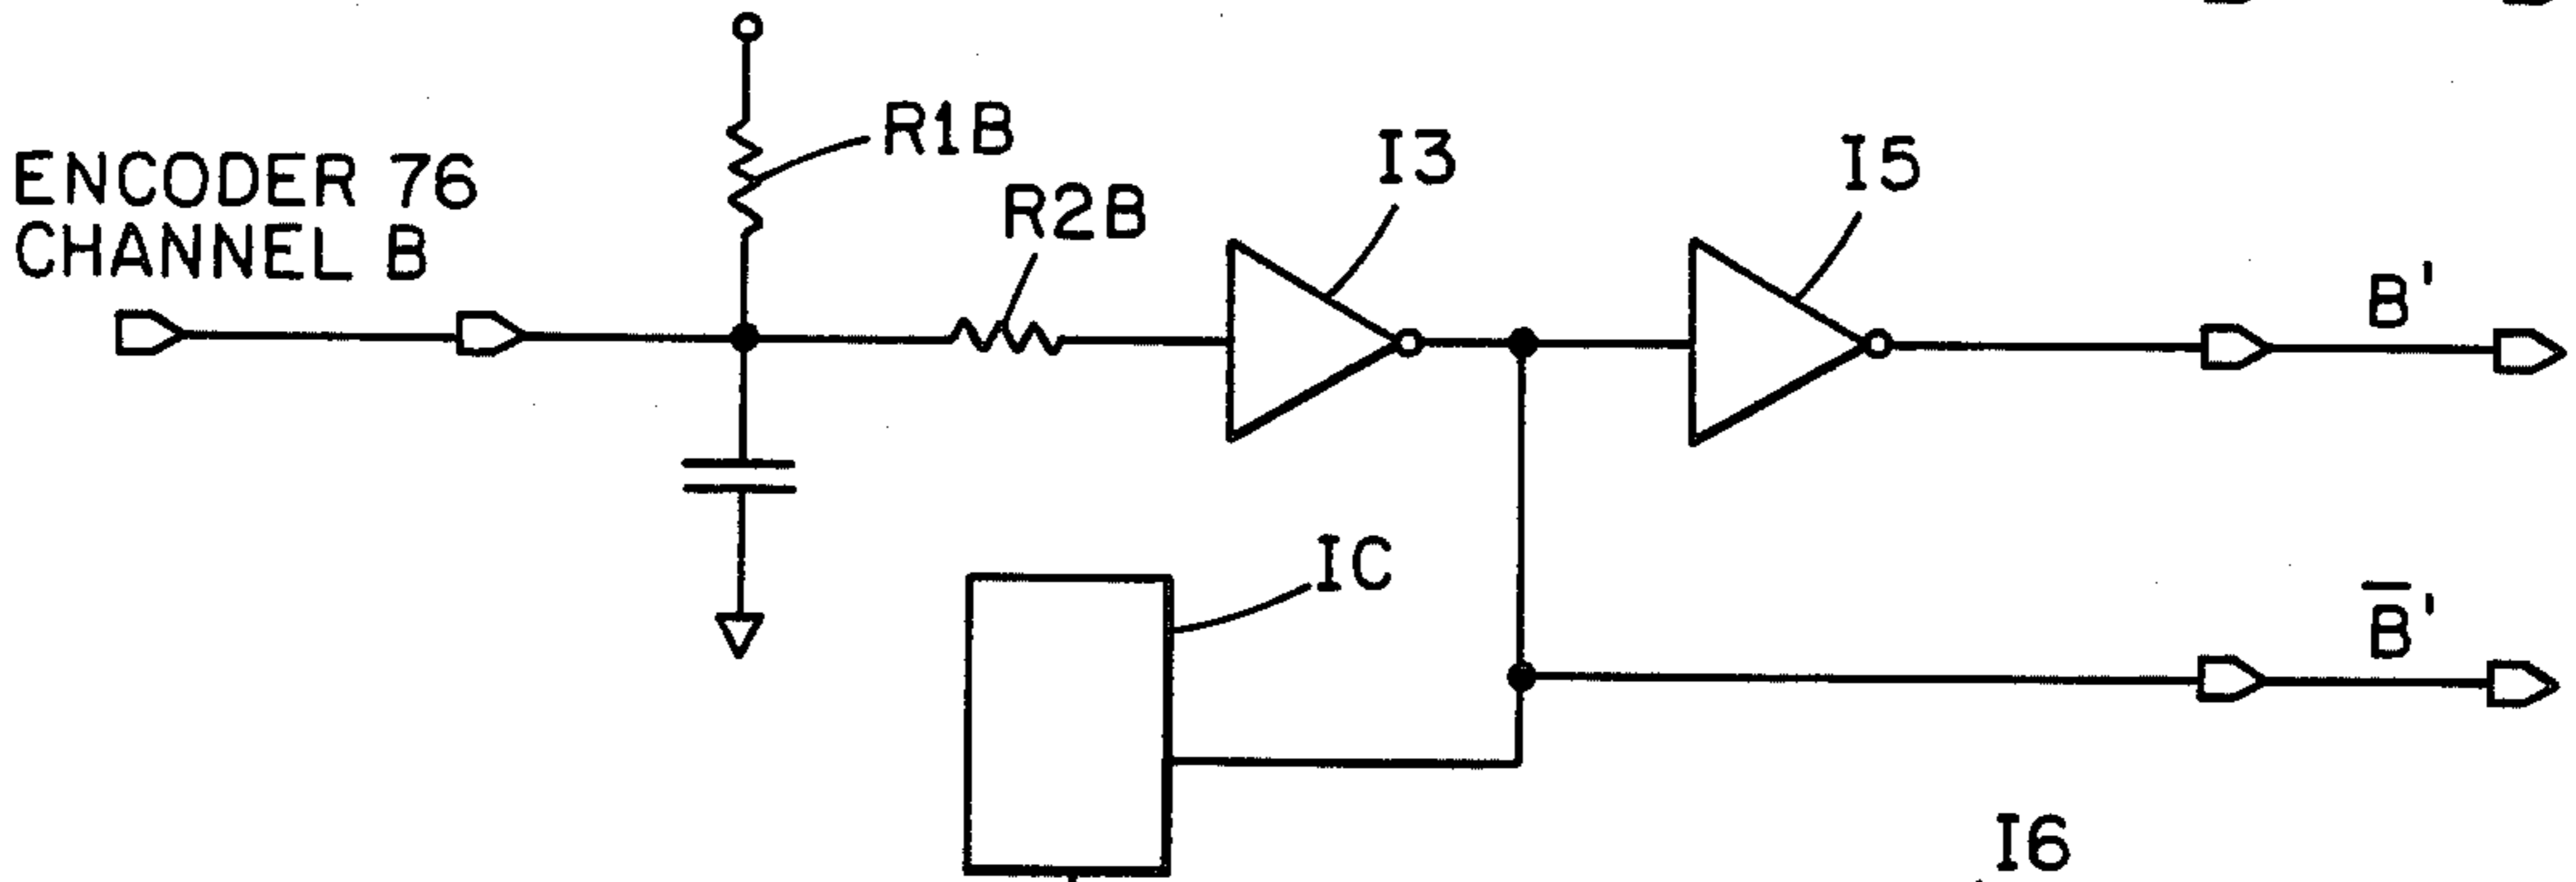 ENCODER 76
CHANNEL B
R1B
R2B
I3
I5
B'
IC
B̅'
I6